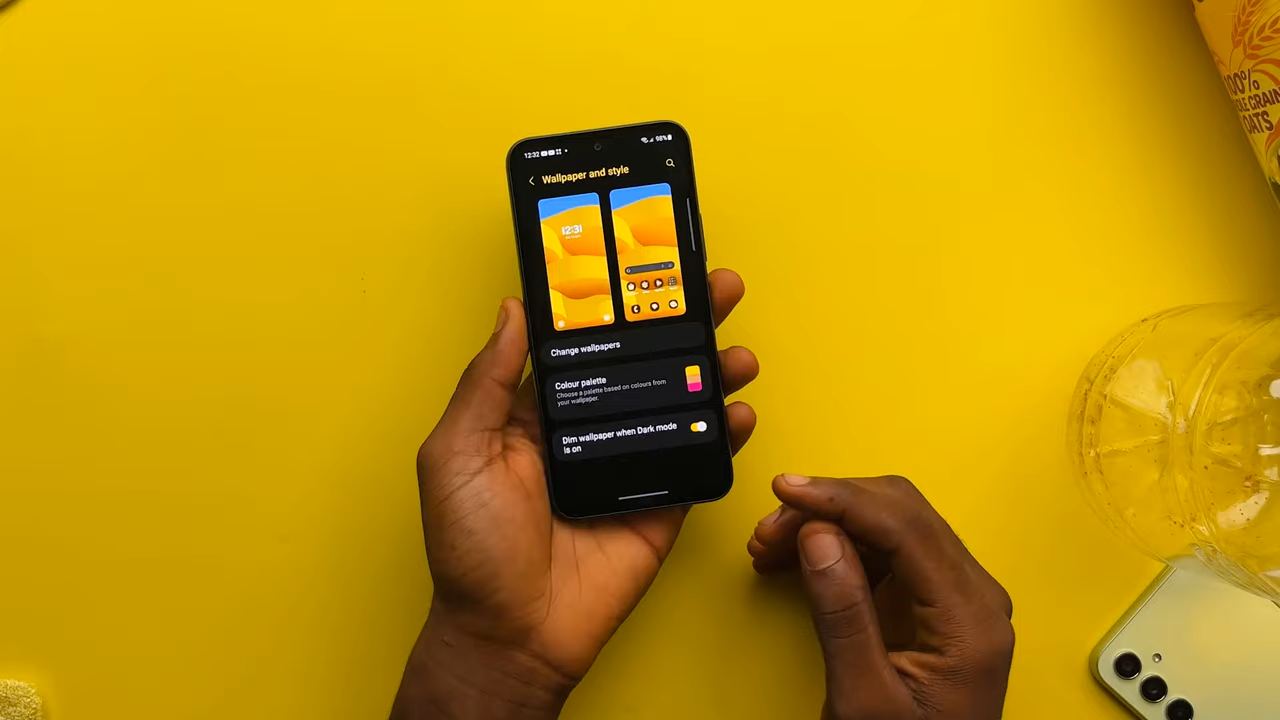 12:32
98%
Wallpaper and style
12:31
Change wallpapers
Colour palette
Choose a palette based on colours from
your wallpaper.
Dim wallpaper when Dark mode
is on
100%
GRAIN
OATS